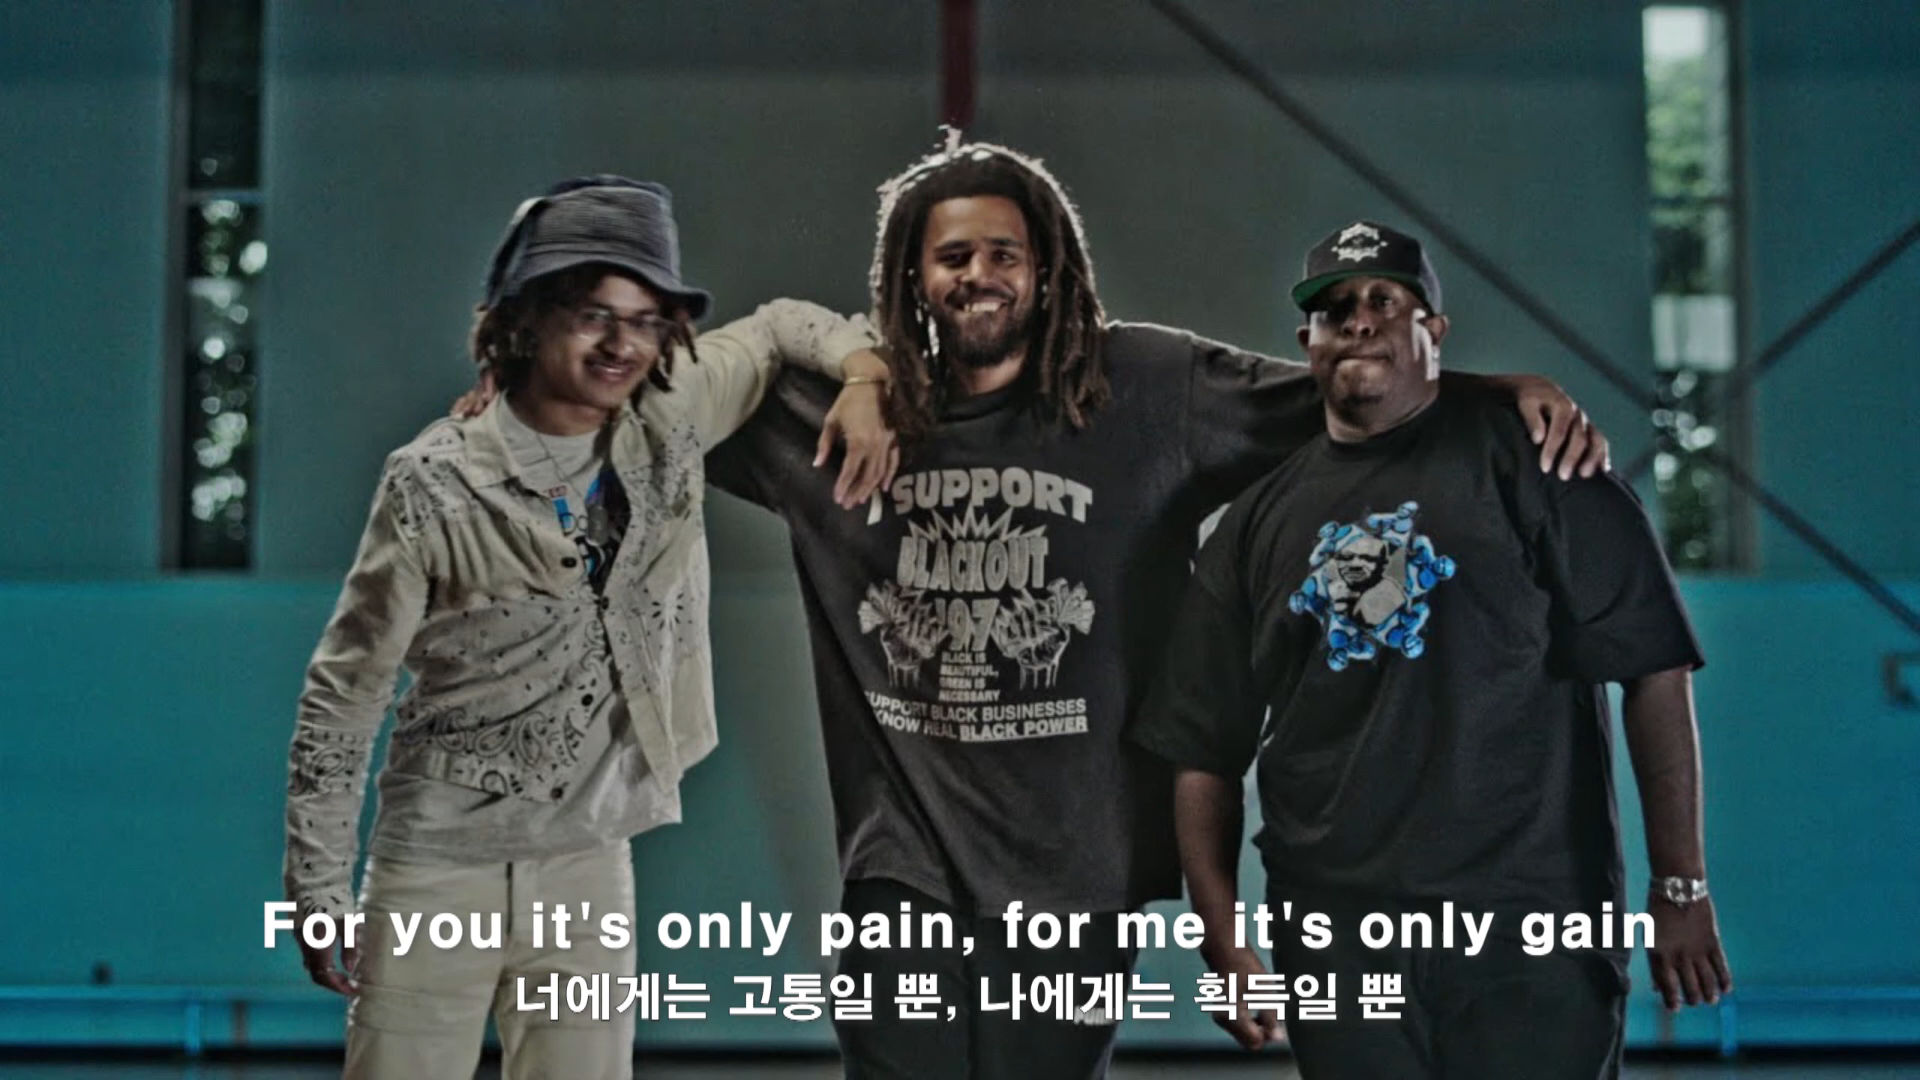 I SUPPORT
BLACKOUT
'97
BLACK IS
BEAUTIFUL,
GREEN IS
NECESSARY
SUPPORT BLACK BUSINESSES
KNOW REAL BLACK POWER
For you it's only pain, for me it's only gain
너에게는 고통일 뿐, 나에게는 획득일 뿐